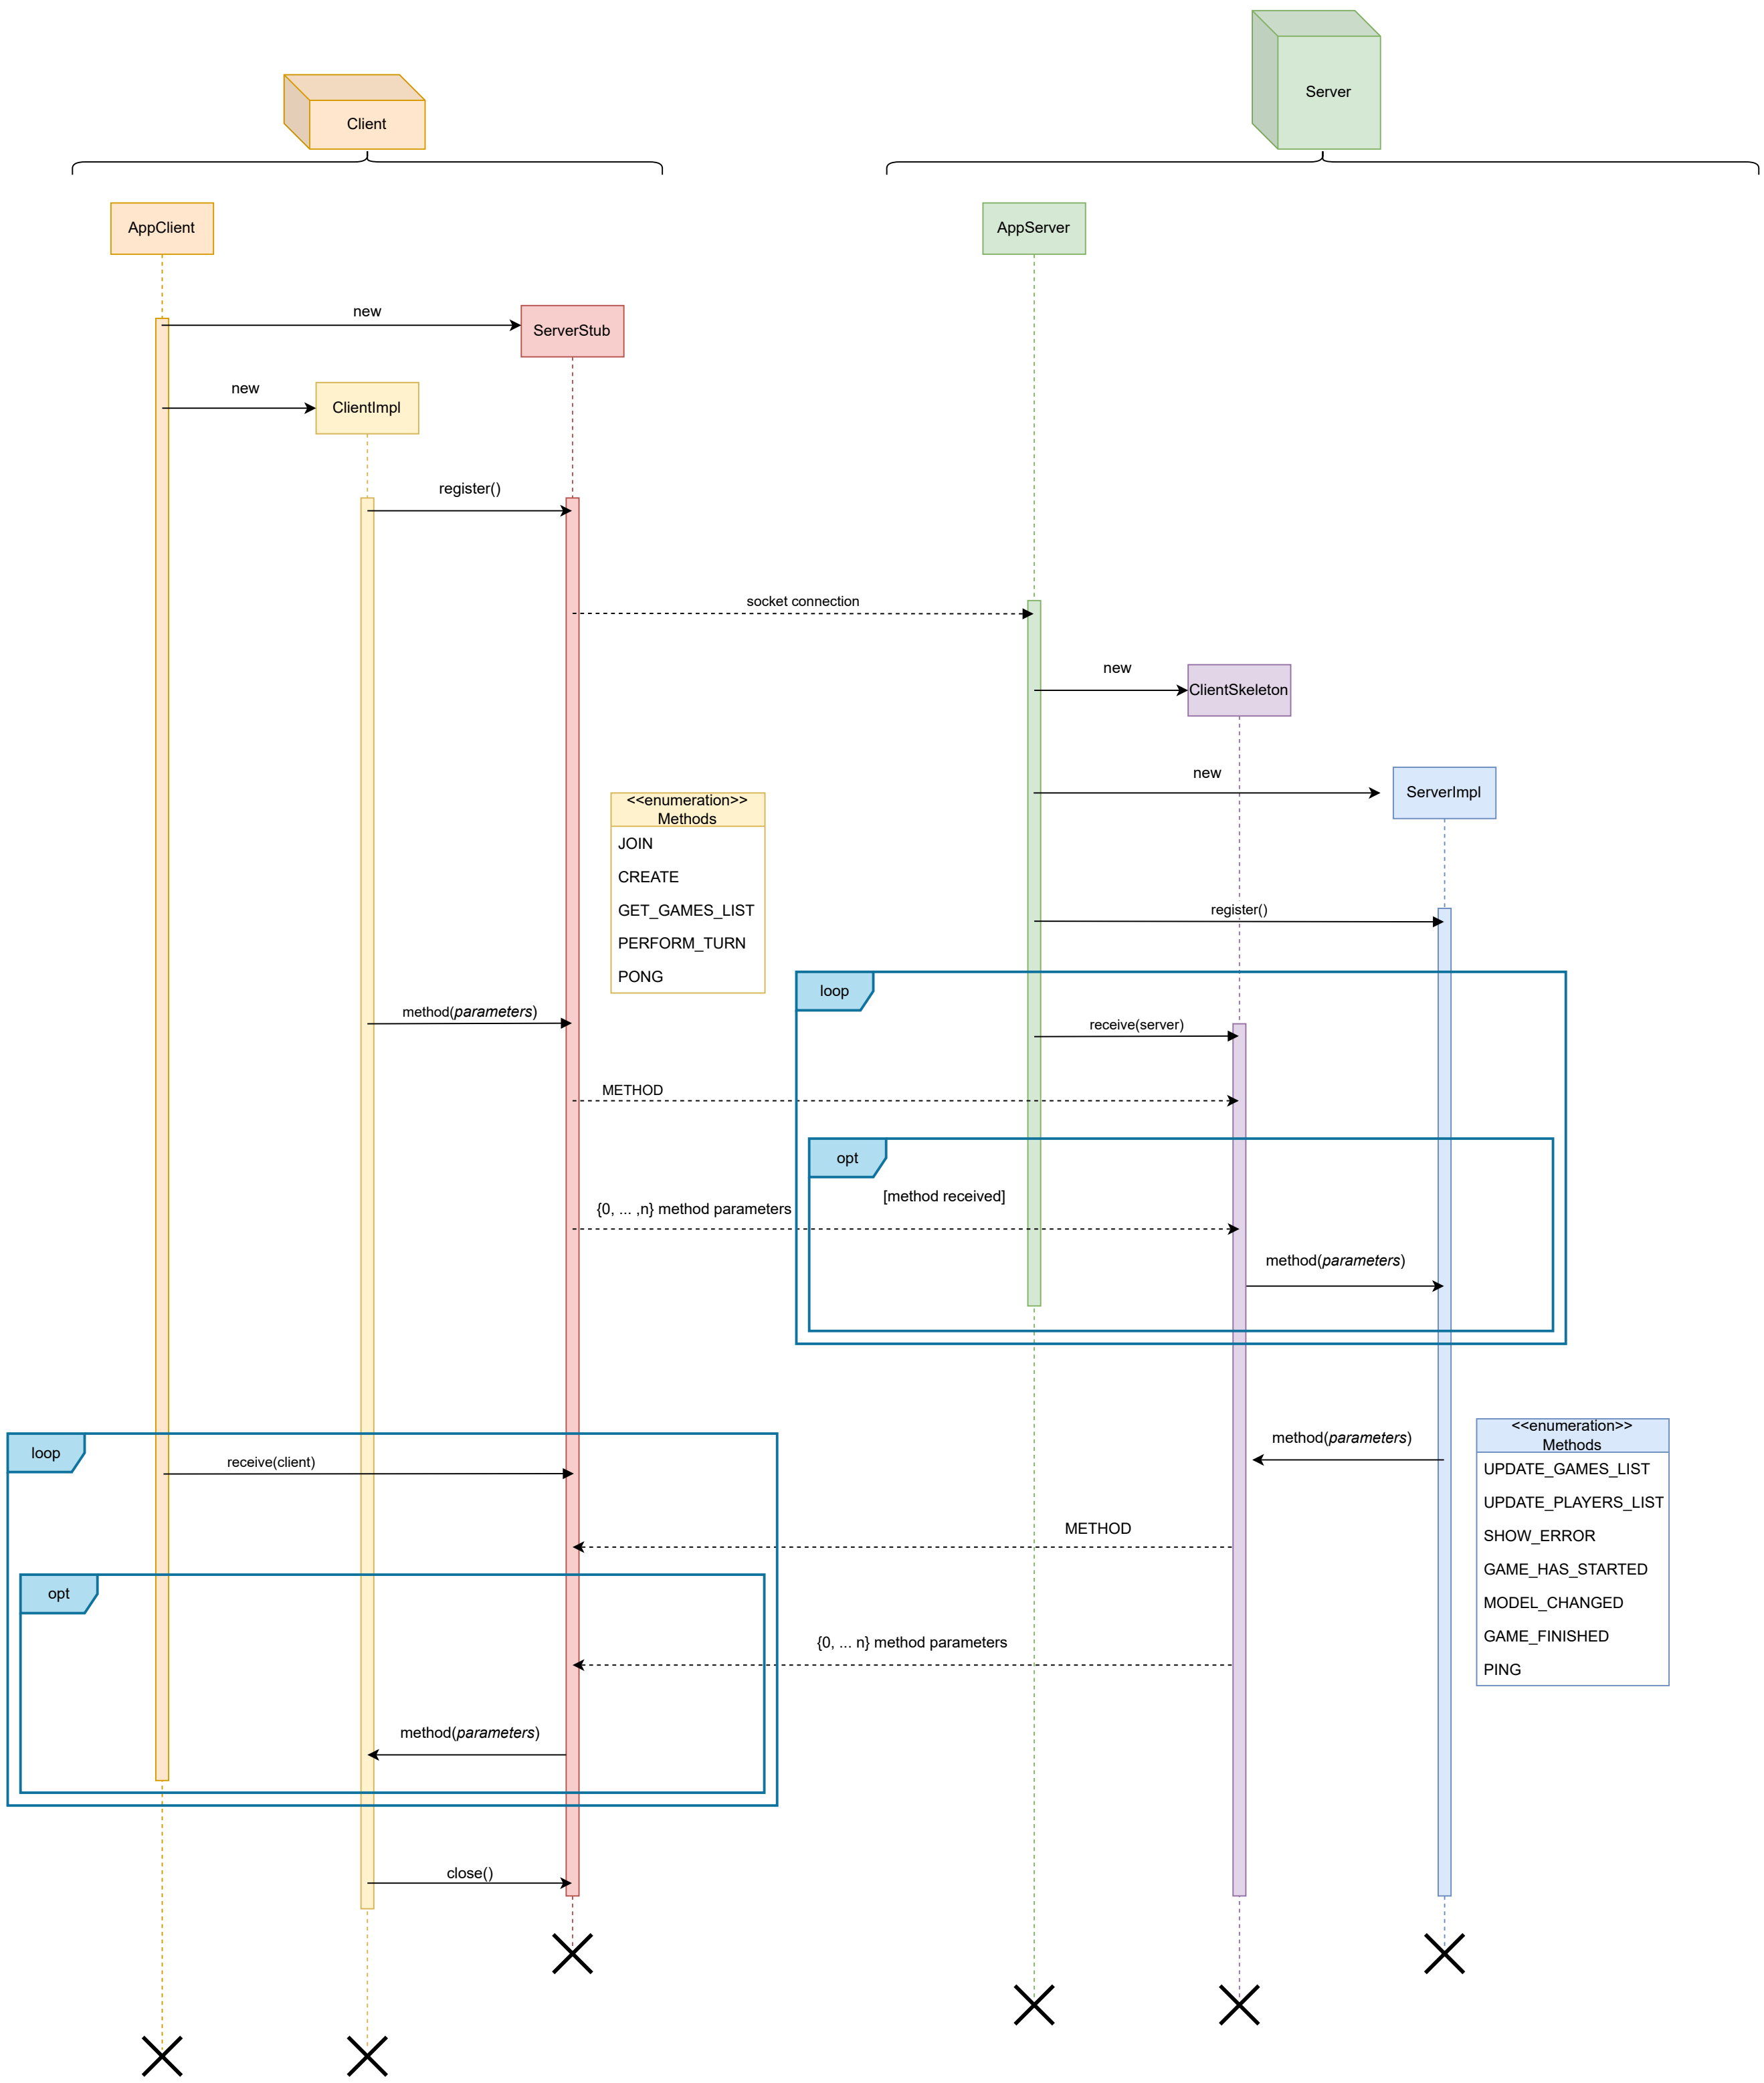 Server
Client
AppClient
AppServer
new
ServerStub
new
ClientImpl
register()
socket connection
new
ClientSkeleton
new
ServerImpl
<<enumeration>>
Methods
JOIN
CREATE
GET_GAMES_LIST
PERFORM_TURN
PONG
register()
loop
method(parameters)
receive(server)
METHOD
opt
[method received]
{0, ... ,n} method parameters
method(parameters)
<<enumeration>>
Methods
UPDATE_GAMES_LIST
UPDATE_PLAYERS_LIST
SHOW_ERROR
GAME_HAS_STARTED
MODEL_CHANGED
GAME_FINISHED
PING
method(parameters)
loop
receive(client)
METHOD
opt
{0, ... n} method parameters
method(parameters)
close()